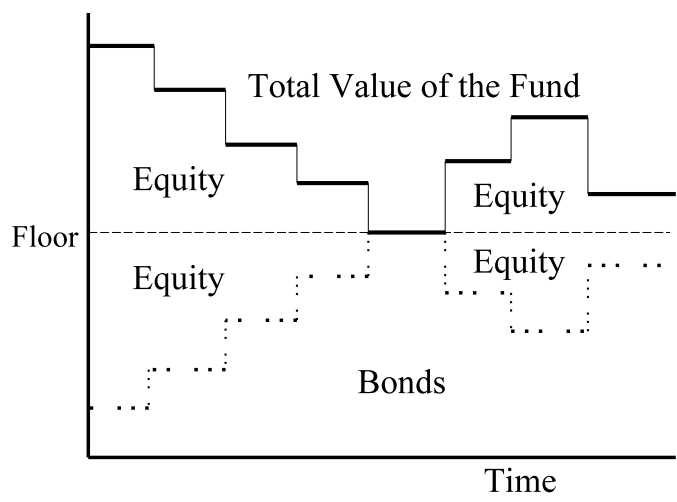 Total Value of the Fund
Equity
Equity
Floor
Equity
Equity
Bonds
Time